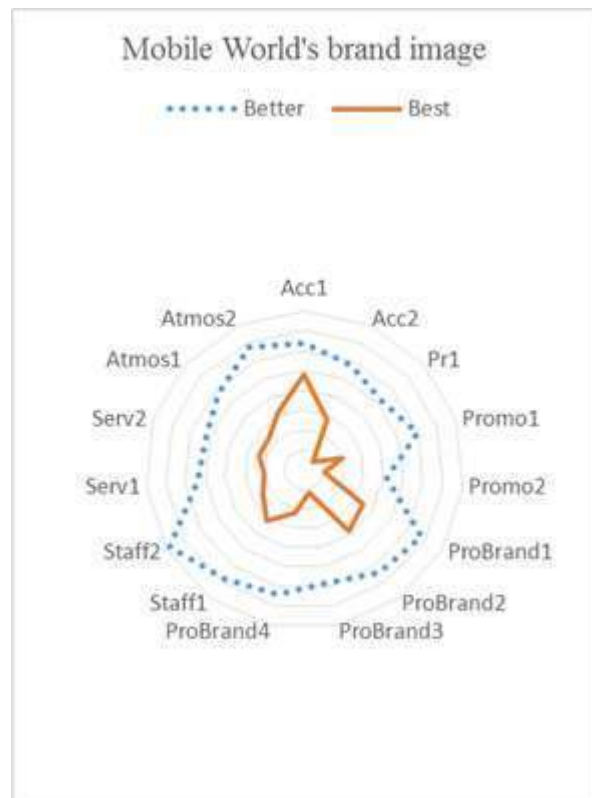 Mobile World's brand image
Better Best
Acc1
Atmos2 Acc2
Atmos1 Pr1
Serv2 Promo1
Serv1 Promo2
Staff2 ProBrand1
Staff1 ProBrand2
ProBrand4 ProBrand3